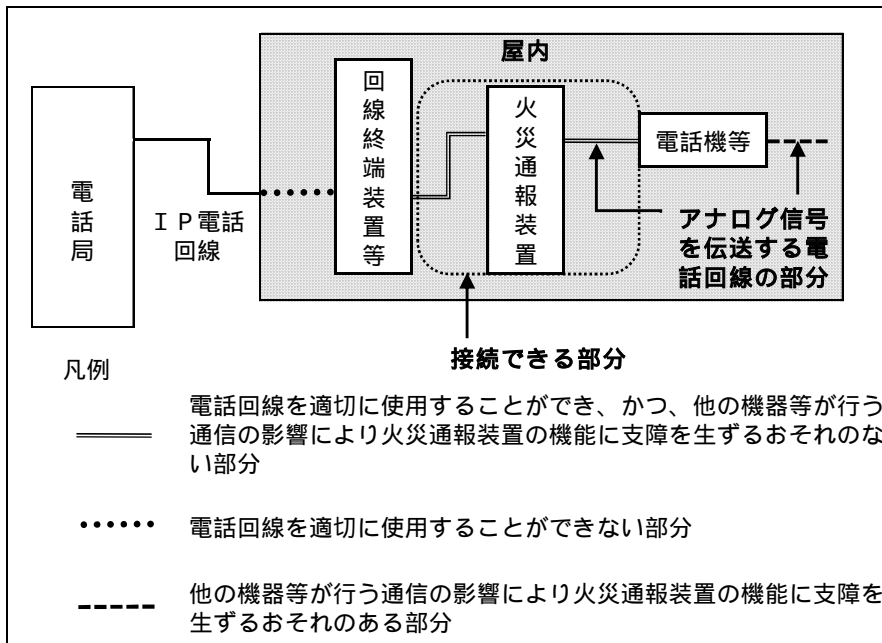 屋内
回線終端装置等
火災通報装置
電話機等
電話局
ＩＰ電話
回線
アナログ信号
を伝送する電
話回線の部分
接続できる部分
凡例
電話回線を適切に使用することができ、かつ、他の機器等が行う
通信の影響により火災通報装置の機能に支障を生ずるおそれのな
い部分
電話回線を適切に使用することができない部分
他の機器等が行う通信の影響により火災通報装置の機能に支障を
生ずるおそれのある部分